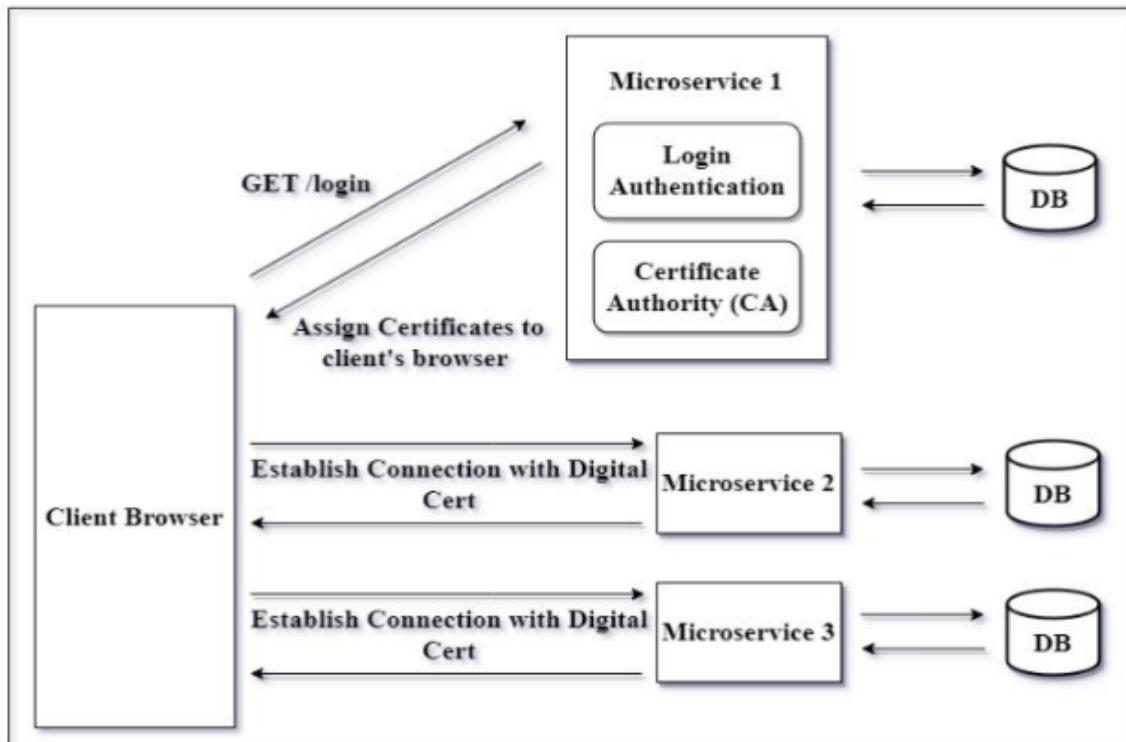 Microservice 1
Login
Authentication
GET /login
DB
Certificate
Authority (CA)
Assign Certificates to
client's browser
Client Browser
Establish Connection with Digital
Cert
Microservice 2
DB
Establish Connection with Digital
Cert
Microservice 3
DB